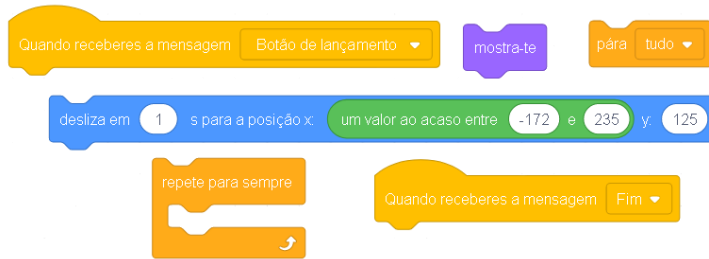 Quando receberes a mensagem Botão de lançamento
mostra-te
pára tudo
desliza em 1 s para a posição x: um valor ao acaso entre -172 e 235 y: 125
repete para sempre
Quando receberes a mensagem Fim